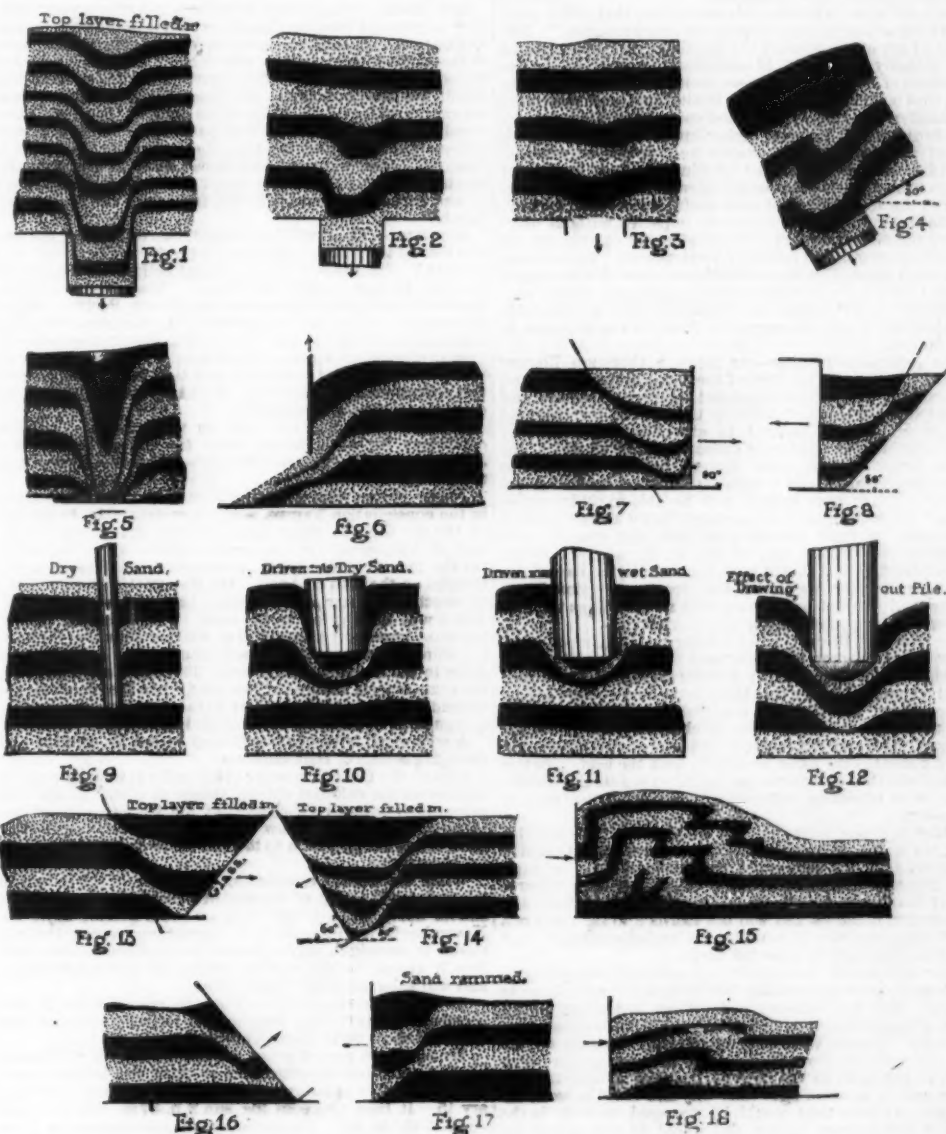 Top layer filled in
Fig. 1
Fig. 2
Fig. 3
30°
Fig. 4
Fig. 5
Fig. 6
Fig. 7
Fig. 8
Dry Sand.
Driven into Dry Sand.
Driven wet Sand.
Effect of
Drawing out Pile.
Fig. 9
Fig. 10
Fig. 11
Fig. 12
Top layer filled in
Top layer filled in.
Glass.
Fig. 13
60°
Fig. 14
Fig. 15
Sand rammed.
Fig. 16
Fig. 17
Fig. 18